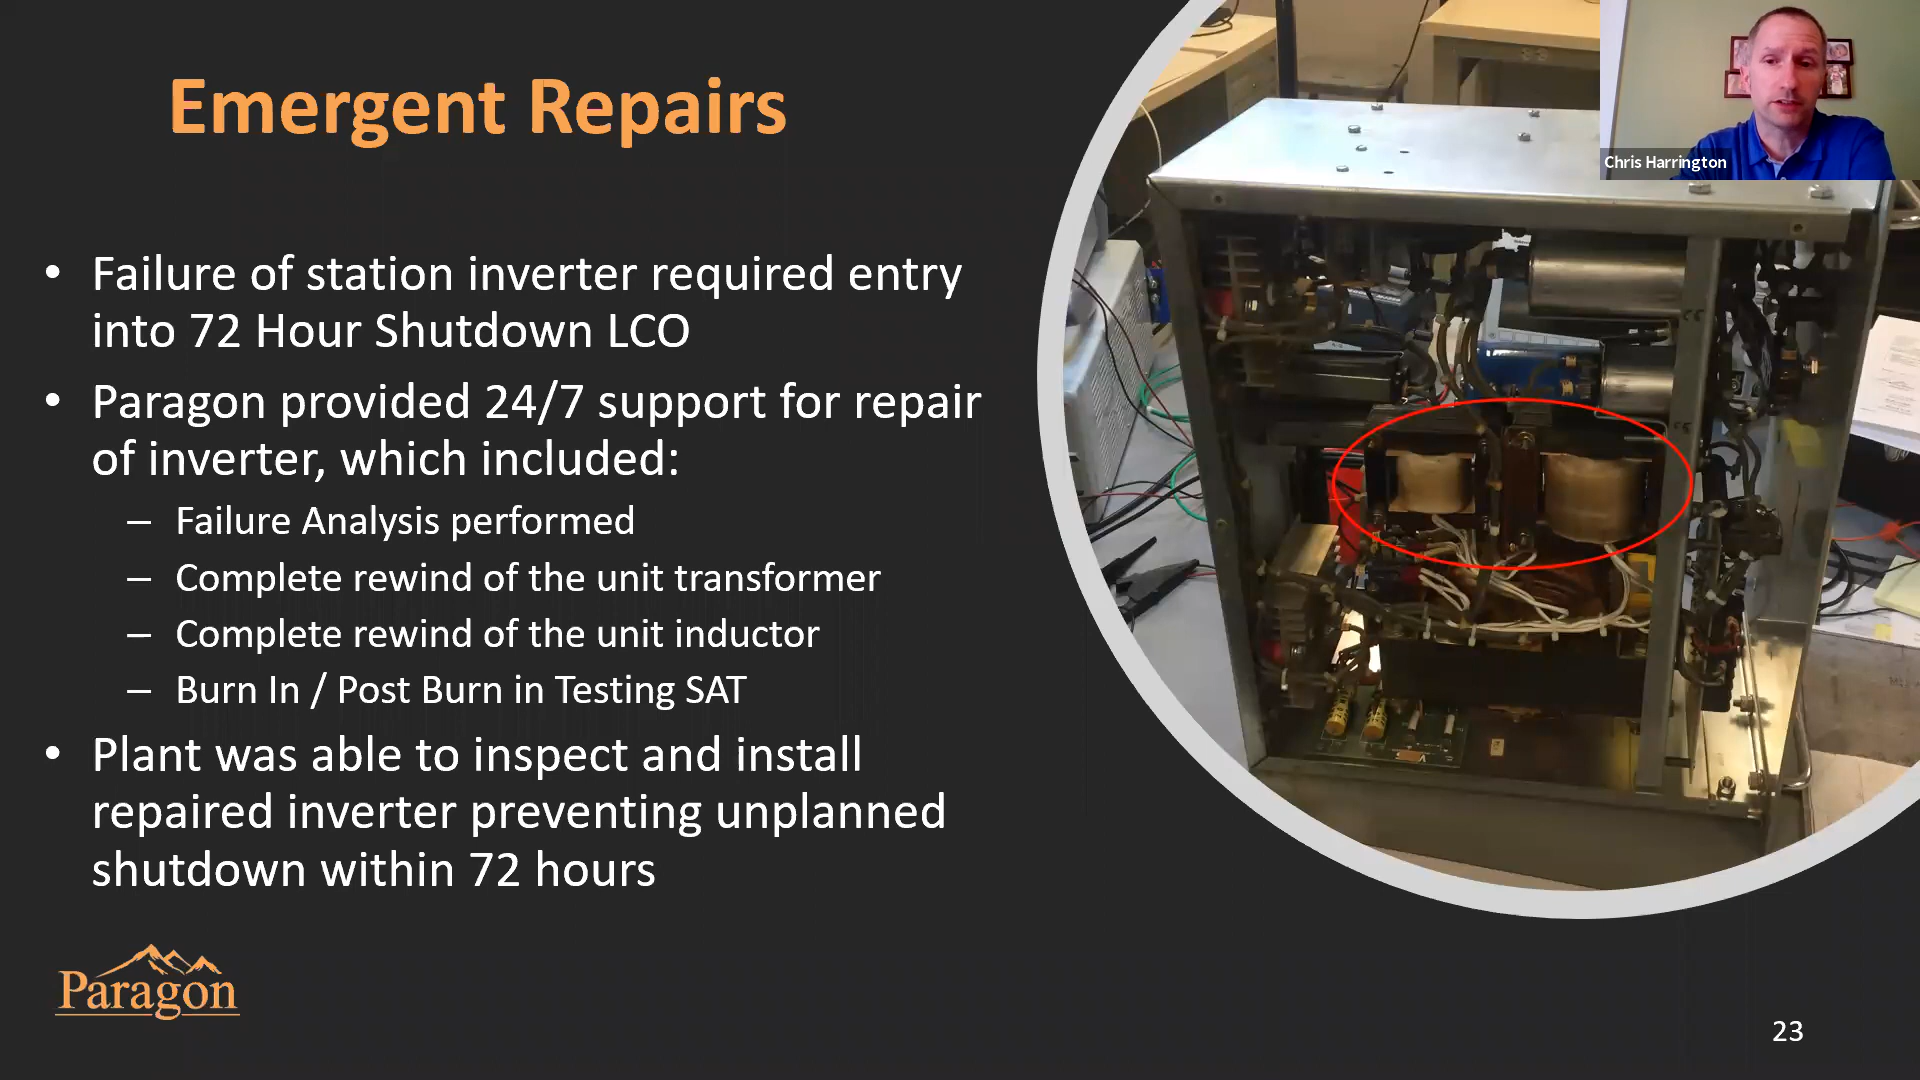 Emergent Repairs
Chris Harrington
• Failure of station inverter required entry
into 72 Hour Shutdown LCO
• Paragon provided 24/7 support for repair
of inverter, which included:
– Failure Analysis performed
– Complete rewind of the unit transformer
– Complete rewind of the unit inductor
– Burn In / Post Burn in Testing SAT
• Plant was able to inspect and install
repaired inverter preventing unplanned
shutdown within 72 hours
Paragon
23